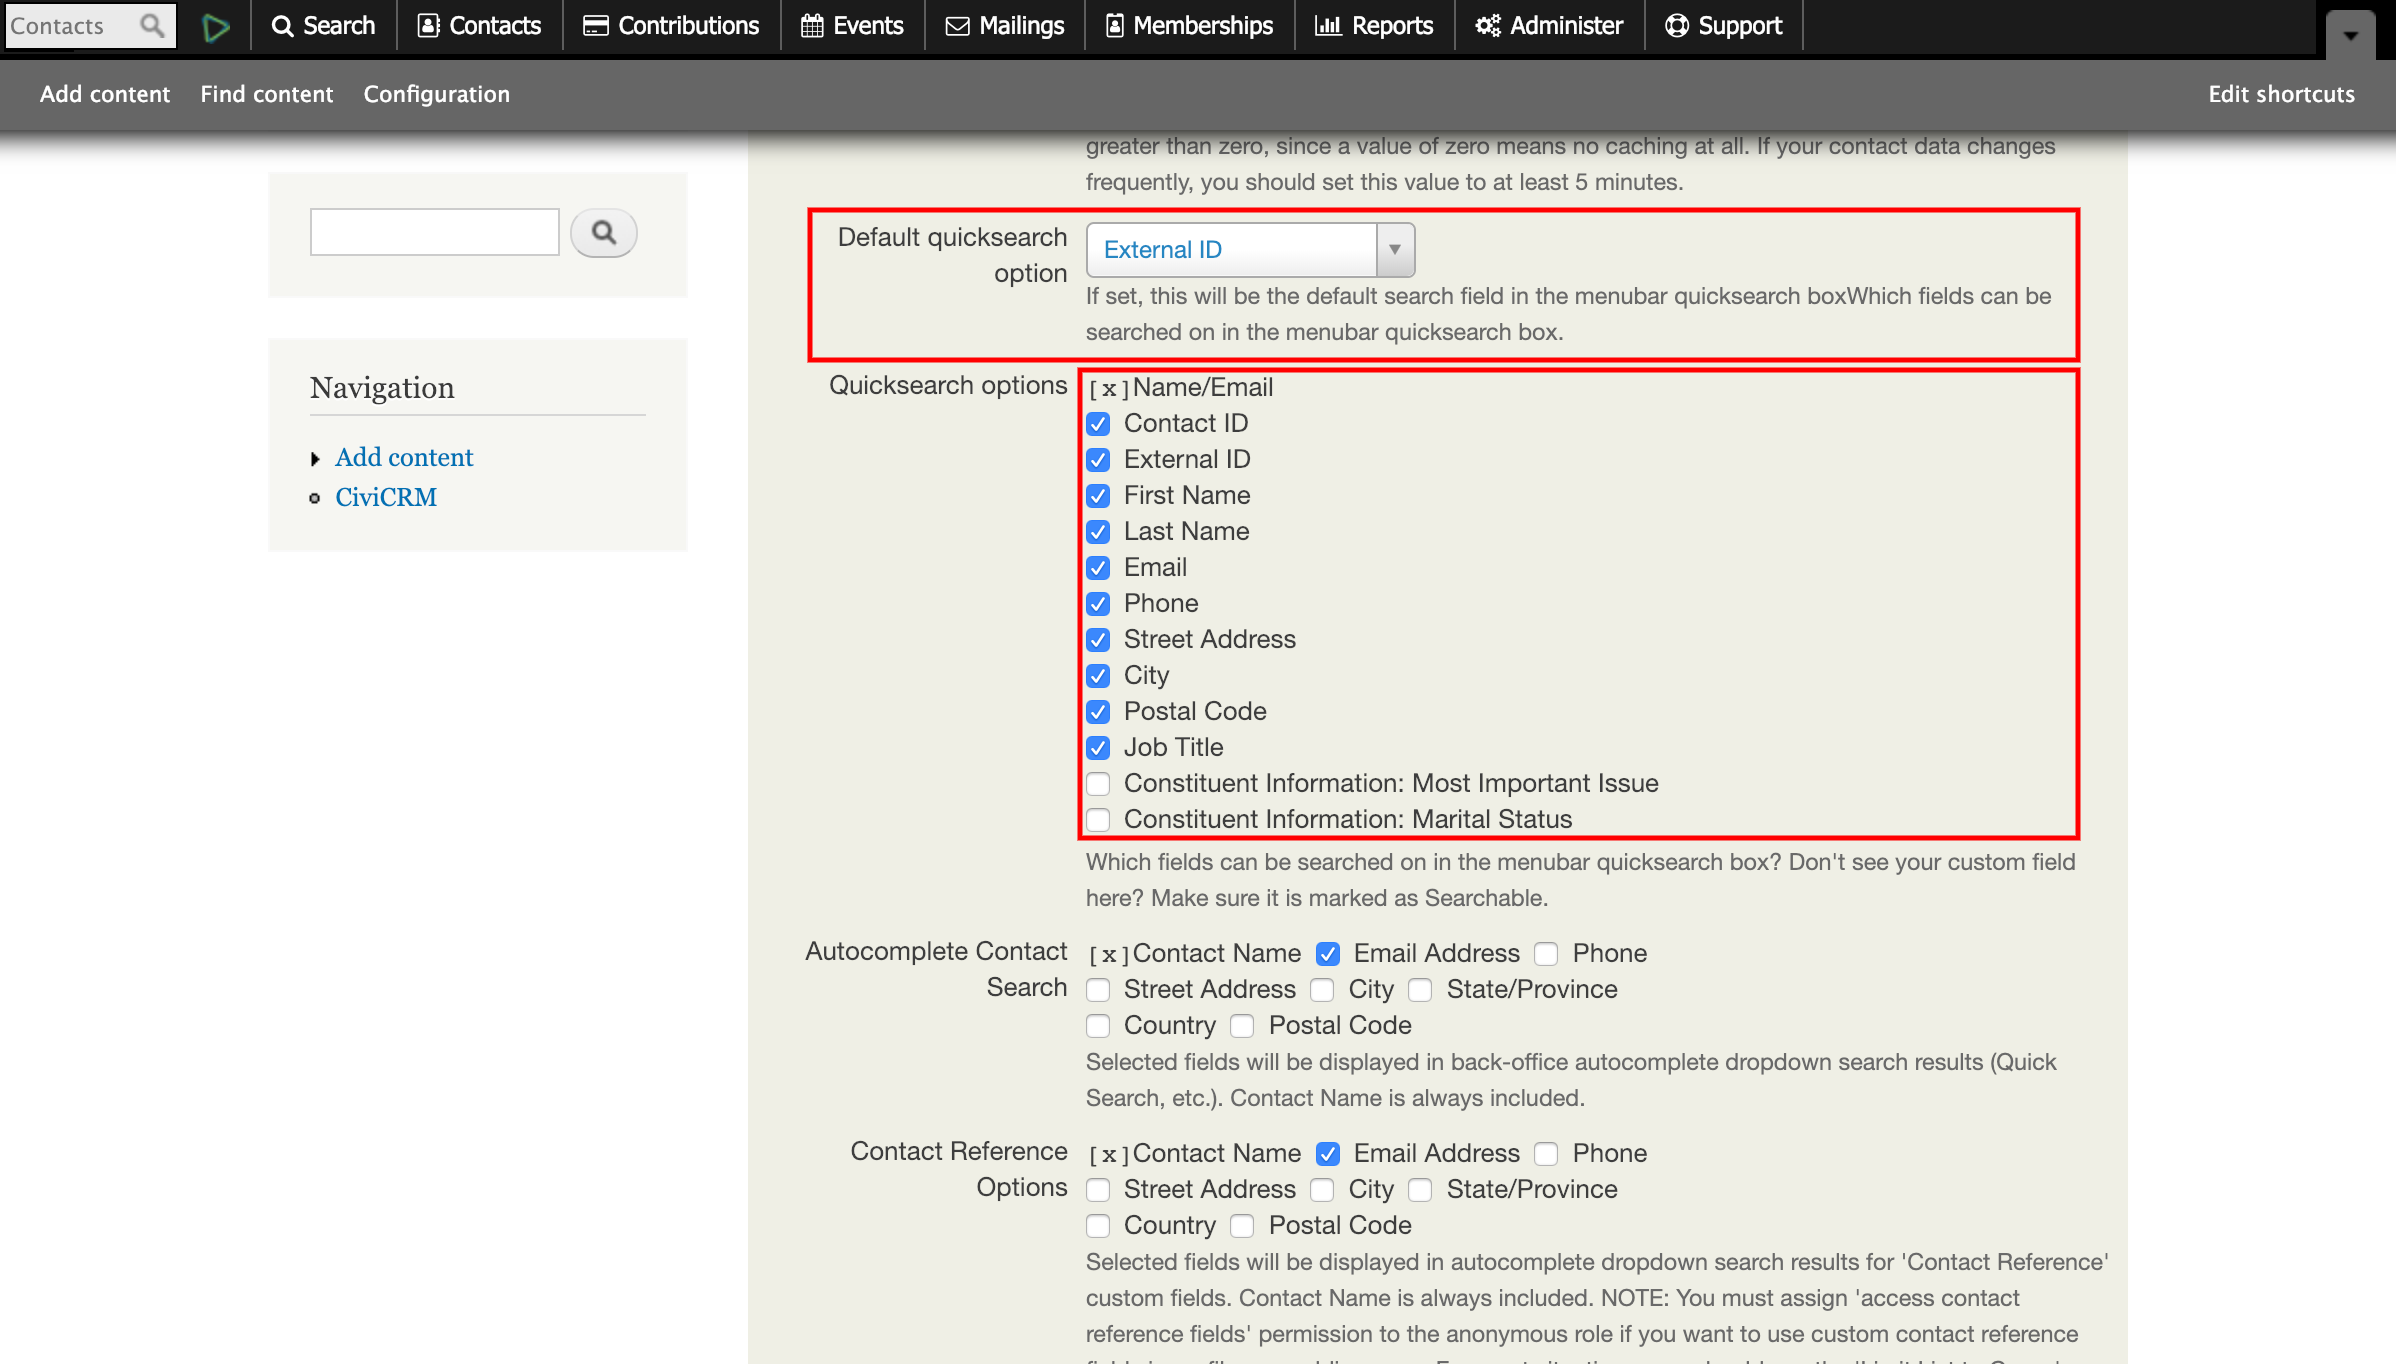 Contacts
Search
Contacts
Contributions
Events
Mailings
Memberships
Reports
Administer
Support
Add content
Find content
Configuration
Edit shortcuts
Navigation
Add content
CiviCRM
greater than zero, since a value of zero means no caching at all. If your contact data changes
frequently, you should set this value to at least 5 minutes.
Default quicksearch
option
External ID
If set, this will be the default search field in the menubar quicksearch boxWhich fields can be
searched on in the menubar quicksearch box.
Quicksearch options
[x]Name/Email
Contact ID
External ID
First Name
Last Name
Email
Phone
Street Address
City
Postal Code
Job Title
Constituent Information: Most Important Issue
Constituent Information: Marital Status
Which fields can be searched on in the menubar quicksearch box? Don't see your custom field
here? Make sure it is marked as Searchable.
Autocomplete Contact
Search
[x]Contact Name Email Address Phone
Street Address City State/Province
Country Postal Code
Selected fields will be displayed in back-office autocomplete dropdown search results (Quick
Search, etc.). Contact Name is always included.
Contact Reference
Options
[x]Contact Name Email Address Phone
Street Address City State/Province
Country Postal Code
Selected fields will be displayed in autocomplete dropdown search results for 'Contact Reference'
custom fields. Contact Name is always included. NOTE: You must assign 'access contact
reference fields' permission to the anonymous role if you want to use custom contact reference